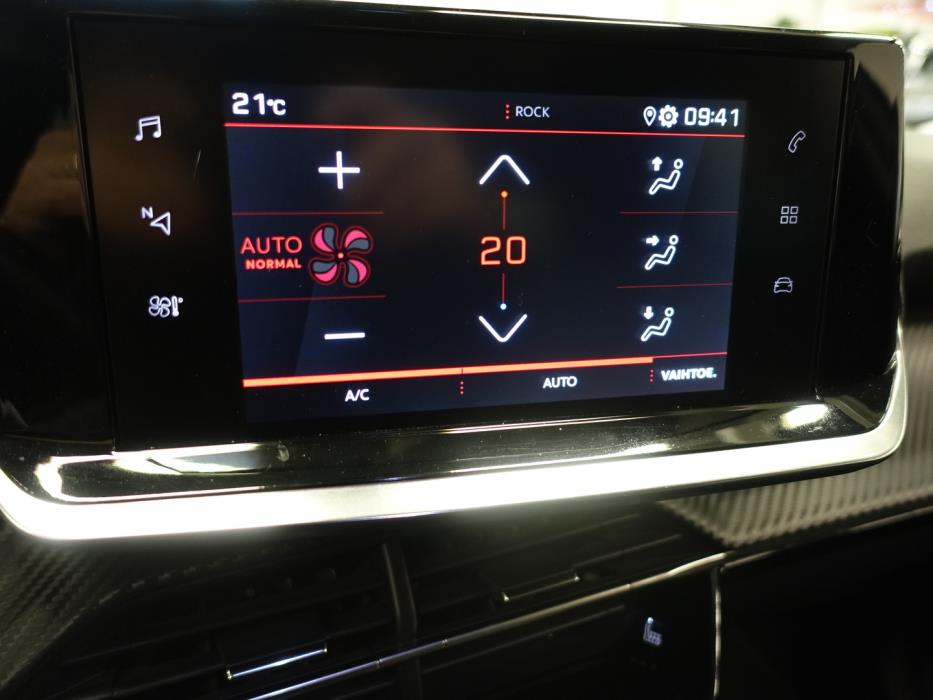 21°C
ROCK
09:41
N
AUTO
NORMAL
20
A/C
AUTO
VAIHTOE.